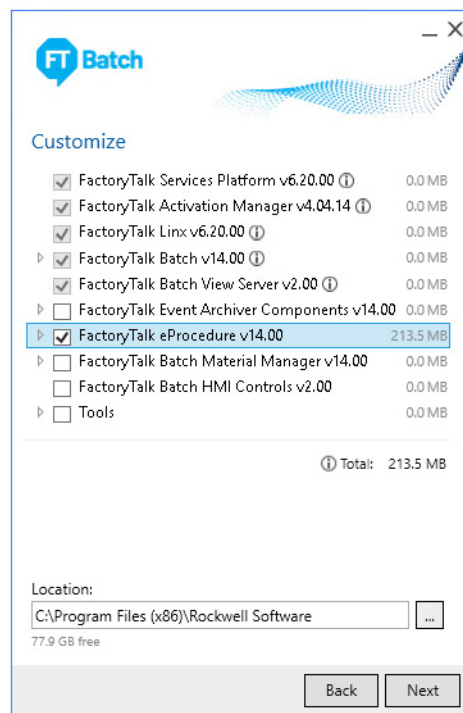 FT Batch
Customize
FactoryTalk Services Platform v6.20.00 0.0 MB
FactoryTalk Activation Manager v4.04.14 0.0 MB
FactoryTalk Linx v6.20.00 0.0 MB
FactoryTalk Batch v14.00 0.0 MB
FactoryTalk Batch View Server v2.00 0.0 MB
FactoryTalk Event Archiver Components v14.00 0.0 MB
FactoryTalk eProcedure v14.00 213.5 MB
FactoryTalk Batch Material Manager v14.00 0.0 MB
FactoryTalk Batch HMI Controls v2.00 0.0 MB
Tools 0.0 MB
Total: 213.5 MB
Location:
C:\Program Files (x86)\Rockwell Software ...
77.9 GB free
Back Next